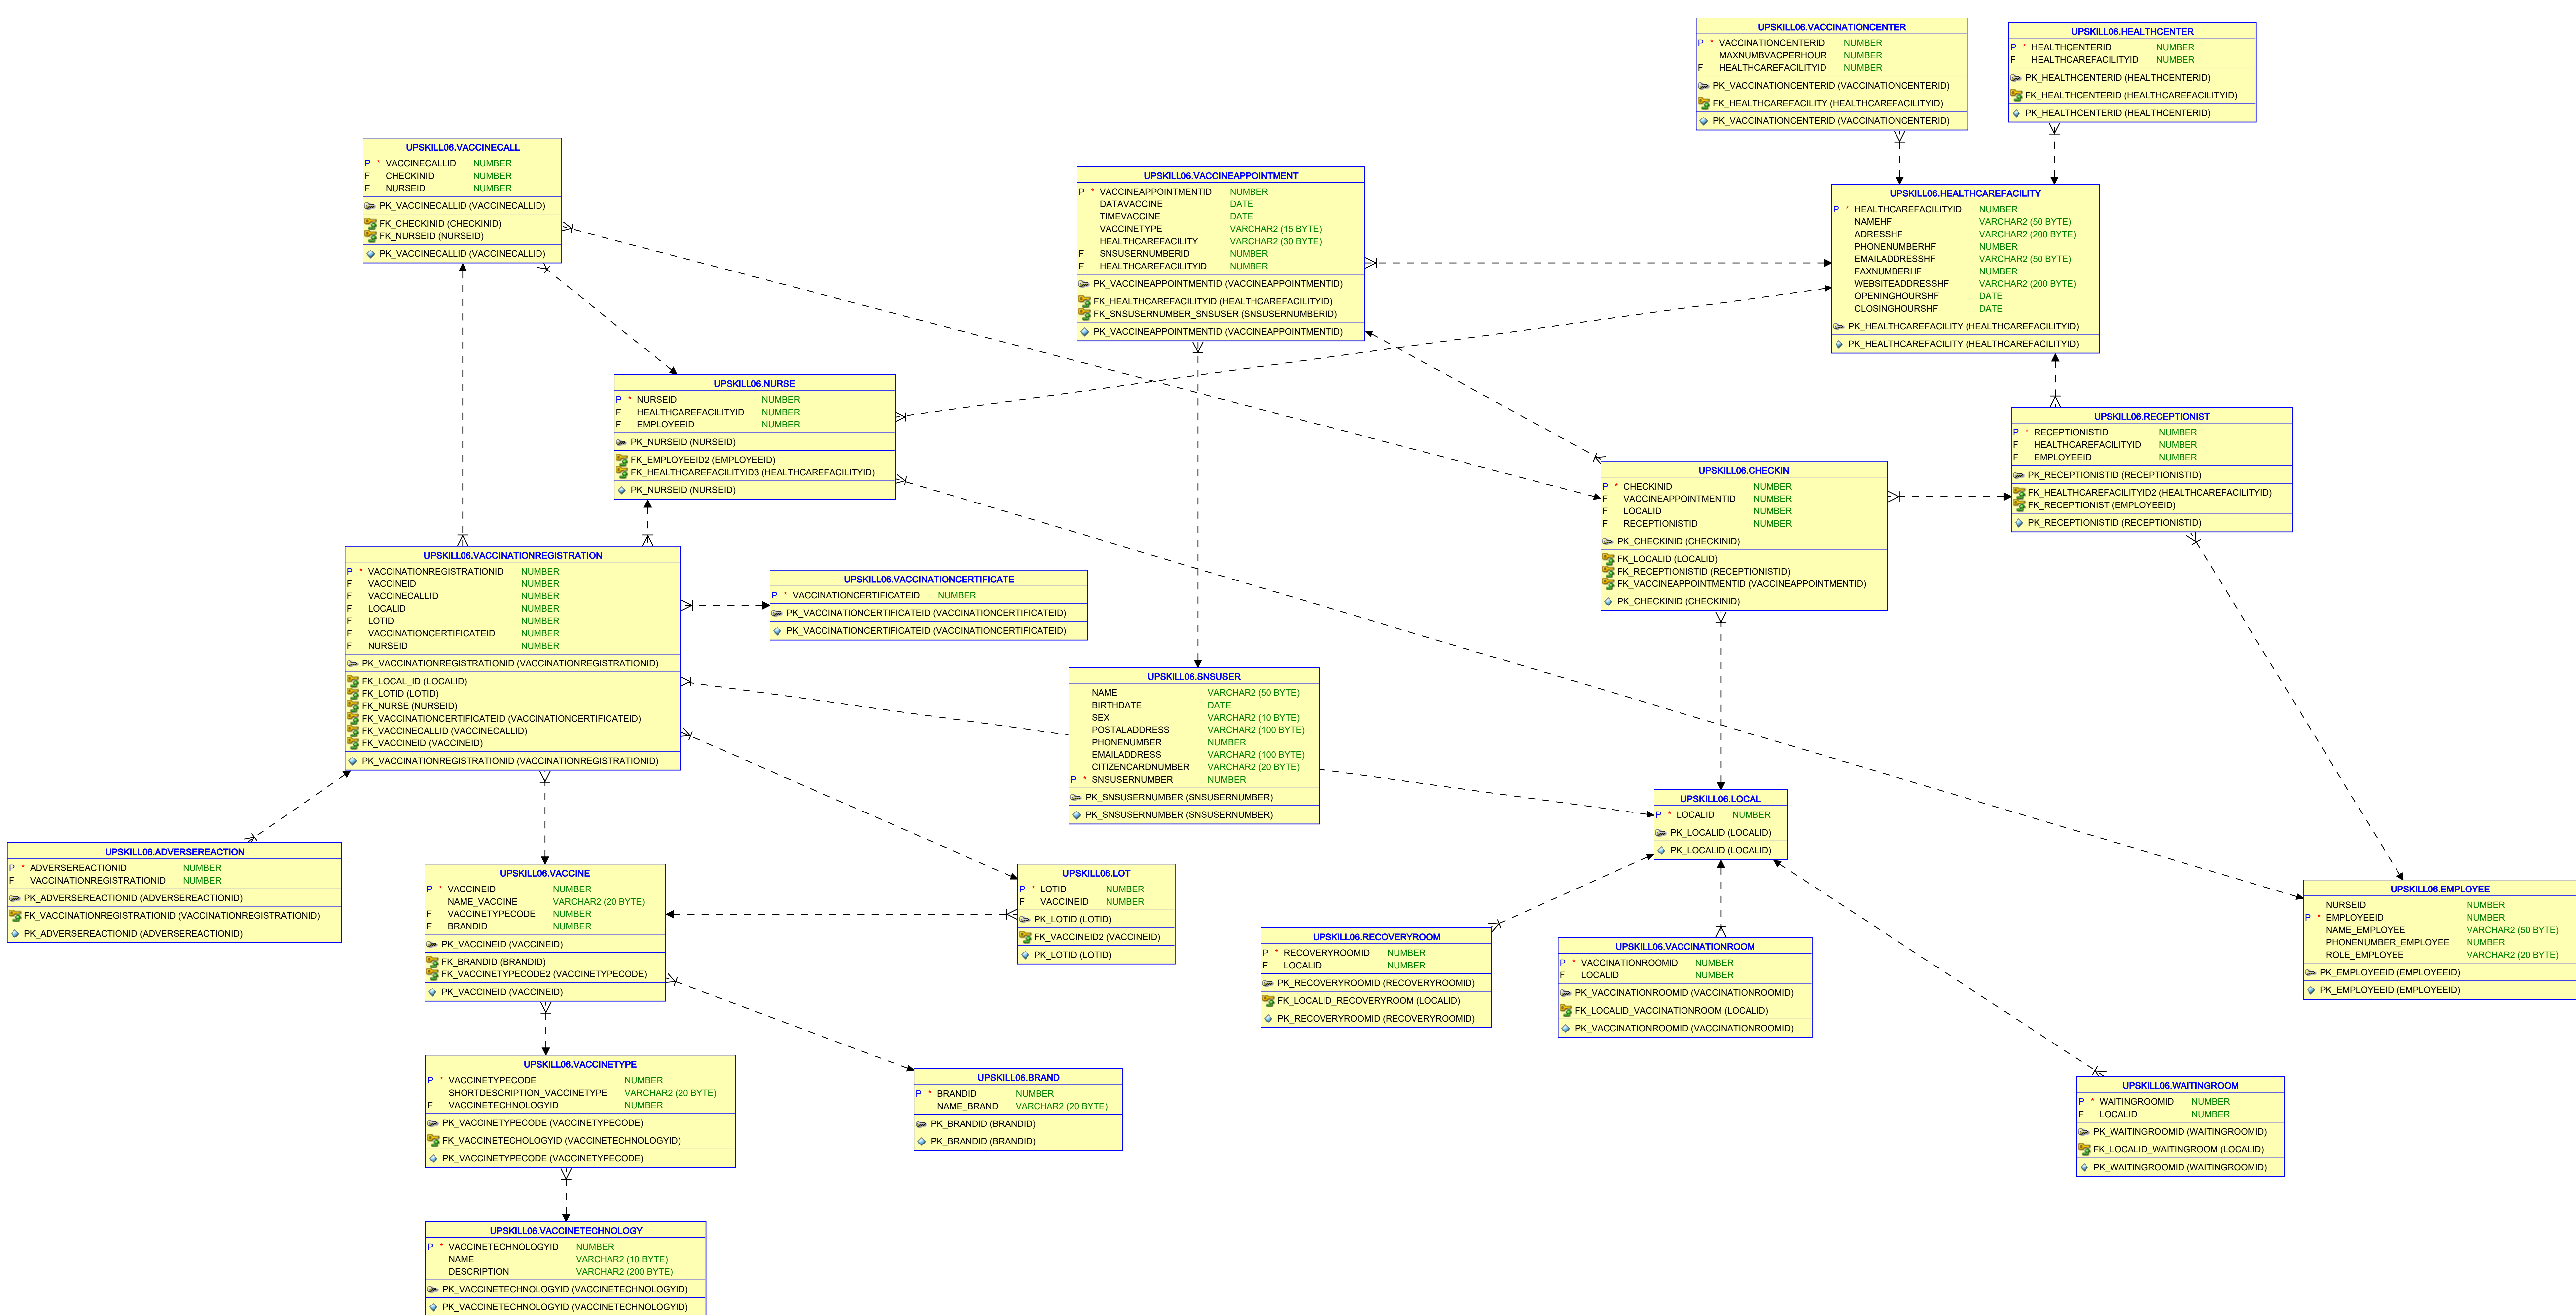 UPSKILL06.VACCINATIONCENTER
P * VACCINATIONCENTERID NUMBER
MAXNUMBVACPERHOUR NUMBER
F HEALTHCAREFACILITYID NUMBER
PK_VACCINATIONCENTERID (VACCINATIONCENTERID)
FK_HEALTHCAREFACILITY (HEALTHCAREFACILITYID)
PK_VACCINATIONCENTERID (VACCINATIONCENTERID)
UPSKILL06.HEALTHCENTER
P * HEALTHCENTERID NUMBER
F HEALTHCAREFACILITYID NUMBER
PK_HEALTHCENTERID (HEALTHCENTERID)
FK_HEALTHCENTERID (HEALTHCAREFACILITYID)
PK_HEALTHCENTERID (HEALTHCENTERID)
UPSKILL06.VACCINECALL
P * VACCINECALLID NUMBER
F CHECKINID NUMBER
F NURSEID NUMBER
PK_VACCINECALLID (VACCINECALLID)
FK_CHECKINID (CHECKINID)
FK_NURSEID (NURSEID)
PK_VACCINECALLID (VACCINECALLID)
UPSKILL06.VACCINEAPPOINTMENT
P * VACCINEAPPOINTMENTID NUMBER
DATAVACCINE DATE
TIMEVACCINE DATE
VACCINETYPE VARCHAR2 (15 BYTE)
HEALTHCAREFACILITY VARCHAR2 (30 BYTE)
F SNSUSERNUMBERID NUMBER
F HEALTHCAREFACILITYID NUMBER
PK_VACCINEAPPOINTMENTID (VACCINEAPPOINTMENTID)
FK_HEALTHCAREFACILITYID (HEALTHCAREFACILITYID)
FK_SNSUSERNUMBER_SNSUSER (SNSUSERNUMBERID)
PK_VACCINEAPPOINTMENTID (VACCINEAPPOINTMENTID)
UPSKILL06.HEALTHCAREFACILITY
P * HEALTHCAREFACILITYID NUMBER
NAMEHF VARCHAR2 (50 BYTE)
ADRESSHF VARCHAR2 (200 BYTE)
PHONENUMBERHF NUMBER
EMAILADDRESSHF VARCHAR2 (50 BYTE)
FAXNUMBERHF NUMBER
WEBSITEADDRESSHF VARCHAR2 (200 BYTE)
OPENINGHOURSHF DATE
CLOSINGHOURSHF DATE
PK_HEALTHCAREFACILITY (HEALTHCAREFACILITYID)
PK_HEALTHCAREFACILITY (HEALTHCAREFACILITYID)
UPSKILL06.NURSE
P * NURSEID NUMBER
F HEALTHCAREFACILITYID NUMBER
F EMPLOYEEID NUMBER
PK_NURSEID (NURSEID)
FK_EMPLOYEEID2 (EMPLOYEEID)
FK_HEALTHCAREFACILITYID3 (HEALTHCAREFACILITYID)
PK_NURSEID (NURSEID)
UPSKILL06.RECEPTIONIST
P * RECEPTIONISTID NUMBER
F HEALTHCAREFACILITYID NUMBER
F EMPLOYEEID NUMBER
PK_RECEPTIONISTID (RECEPTIONISTID)
FK_HEALTHCAREFACILITYID2 (HEALTHCAREFACILITYID)
FK_RECEPTIONIST (EMPLOYEEID)
PK_RECEPTIONISTID (RECEPTIONISTID)
UPSKILL06.CHECKIN
P * CHECKINID NUMBER
F VACCINEAPPOINTMENTID NUMBER
F LOCALID NUMBER
F RECEPTIONISTID NUMBER
PK_CHECKINID (CHECKINID)
FK_LOCALID (LOCALID)
FK_RECEPTIONISTID (RECEPTIONISTID)
FK_VACCINEAPPOINTMENTID (VACCINEAPPOINTMENTID)
PK_CHECKINID (CHECKINID)
UPSKILL06.VACCINATIONREGISTRATION
P * VACCINATIONREGISTRATIONID NUMBER
F VACCINEID NUMBER
F VACCINECALLID NUMBER
F LOCALID NUMBER
F LOTID NUMBER
F VACCINATIONCERTIFICATEID NUMBER
F NURSEID NUMBER
PK_VACCINATIONREGISTRATIONID (VACCINATIONREGISTRATIONID)
FK_LOCAL_ID (LOCALID)
FK_LOTID (LOTID)
FK_NURSE (NURSEID)
FK_VACCINATIONCERTIFICATEID (VACCINATIONCERTIFICATEID)
FK_VACCINECALLID (VACCINECALLID)
FK_VACCINEID (VACCINEID)
PK_VACCINATIONREGISTRATIONID (VACCINATIONREGISTRATIONID)
UPSKILL06.VACCINATIONCERTIFICATE
P * VACCINATIONCERTIFICATEID NUMBER
PK_VACCINATIONCERTIFICATEID (VACCINATIONCERTIFICATEID)
PK_VACCINATIONCERTIFICATEID (VACCINATIONCERTIFICATEID)
UPSKILL06.SNSUSER
NAME VARCHAR2 (50 BYTE)
BIRTHDATE DATE
SEX VARCHAR2 (10 BYTE)
POSTALADDRESS VARCHAR2 (100 BYTE)
PHONENUMBER NUMBER
EMAILADDRESS VARCHAR2 (100 BYTE)
CITIZENCARDNUMBER VARCHAR2 (20 BYTE)
P * SNSUSERNUMBER NUMBER
PK_SNSUSERNUMBER (SNSUSERNUMBER)
PK_SNSUSERNUMBER (SNSUSERNUMBER)
UPSKILL06.LOCAL
P * LOCALID NUMBER
PK_LOCALID (LOCALID)
PK_LOCALID (LOCALID)
UPSKILL06.ADVERSEREACTION
P * ADVERSEREACTIONID NUMBER
F VACCINATIONREGISTRATIONID NUMBER
PK_ADVERSEREACTIONID (ADVERSEREACTIONID)
FK_VACCINATIONREGISTRATIONID (VACCINATIONREGISTRATIONID)
PK_ADVERSEREACTIONID (ADVERSEREACTIONID)
UPSKILL06.VACCINE
P * VACCINEID NUMBER
NAME_VACCINE VARCHAR2 (20 BYTE)
F VACCINETYPECODE NUMBER
F BRANDID NUMBER
PK_VACCINEID (VACCINEID)
FK_BRANDID (BRANDID)
FK_VACCINETYPECODE2 (VACCINETYPECODE)
PK_VACCINEID (VACCINEID)
UPSKILL06.LOT
P * LOTID NUMBER
F VACCINEID NUMBER
PK_LOTID (LOTID)
FK_VACCINEID2 (VACCINEID)
PK_LOTID (LOTID)
UPSKILL06.EMPLOYEE
NURSEID NUMBER
P * EMPLOYEEID NUMBER
NAME_EMPLOYEE VARCHAR2 (50 BYTE)
PHONENUMBER_EMPLOYEE NUMBER
ROLE_EMPLOYEE VARCHAR2 (20 BYTE)
PK_EMPLOYEEID (EMPLOYEEID)
PK_EMPLOYEEID (EMPLOYEEID)
UPSKILL06.RECOVERYROOM
P * RECOVERYROOMID NUMBER
F LOCALID NUMBER
PK_RECOVERYROOMID (RECOVERYROOMID)
FK_LOCALID_RECOVERYROOM (LOCALID)
PK_RECOVERYROOMID (RECOVERYROOMID)
UPSKILL06.VACCINATIONROOM
P * VACCINATIONROOMID NUMBER
F LOCALID NUMBER
PK_VACCINATIONROOMID (VACCINATIONROOMID)
FK_LOCALID_VACCINATIONROOM (LOCALID)
PK_VACCINATIONROOMID (VACCINATIONROOMID)
UPSKILL06.VACCINETYPE
P * VACCINETYPECODE NUMBER
SHORTDESCRIPTION_VACCINETYPE VARCHAR2 (20 BYTE)
F VACCINETECHNOLOGYID NUMBER
PK_VACCINETYPECODE (VACCINETYPECODE)
FK_VACCINETECHOLOGYID (VACCINETECHNOLOGYID)
PK_VACCINETYPECODE (VACCINETYPECODE)
UPSKILL06.BRAND
P * BRANDID NUMBER
NAME_BRAND VARCHAR2 (20 BYTE)
PK_BRANDID (BRANDID)
PK_BRANDID (BRANDID)
UPSKILL06.WAITINGROOM
P * WAITINGROOMID NUMBER
F LOCALID NUMBER
PK_WAITINGROOMID (WAITINGROOMID)
FK_LOCALID_WAITINGROOM (LOCALID)
PK_WAITINGROOMID (WAITINGROOMID)
UPSKILL06.VACCINETECHNOLOGY
P * VACCINETECHNOLOGYID NUMBER
NAME VARCHAR2 (10 BYTE)
DESCRIPTION VARCHAR2 (200 BYTE)
PK_VACCINETECHNOLOGYID (VACCINETECHNOLOGYID)
PK_VACCINETECHNOLOGYID (VACCINETECHNOLOGYID)